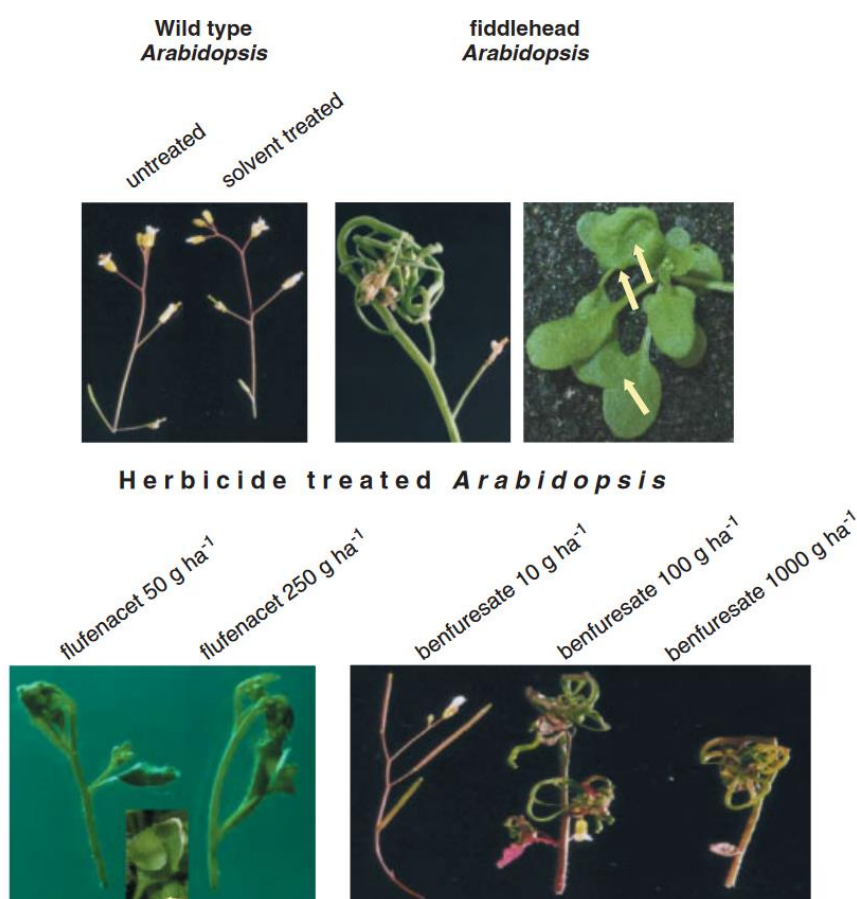 Wild type
Arabidopsis
fiddlehead
Arabidopsis
untreated
solvent treated
Herbicide treated Arabidopsis
flufenacet 50 g ha⁻¹
flufenacet 250 g ha⁻¹
benfuresate 10 g ha⁻¹
benfuresate 100 g ha⁻¹
benfuresate 1000 g ha⁻¹